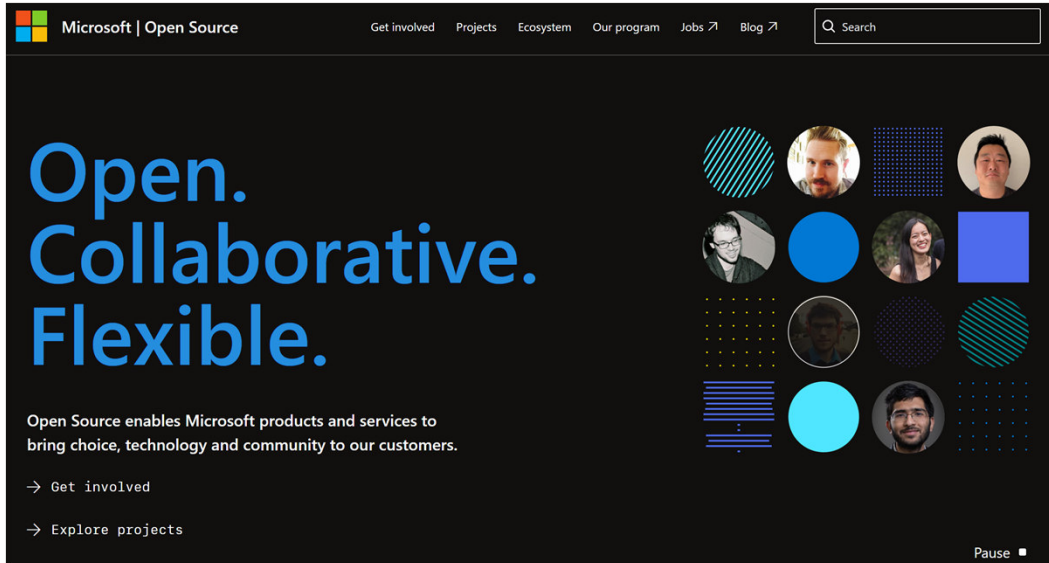 Microsoft | Open Source
Get involved Projects Ecosystem Our program Jobs Blog Search
Open.
Collaborative.
Flexible.
Open Source enables Microsoft products and services to
bring choice, technology and community to our customers.
Get involved
Explore projects
Pause